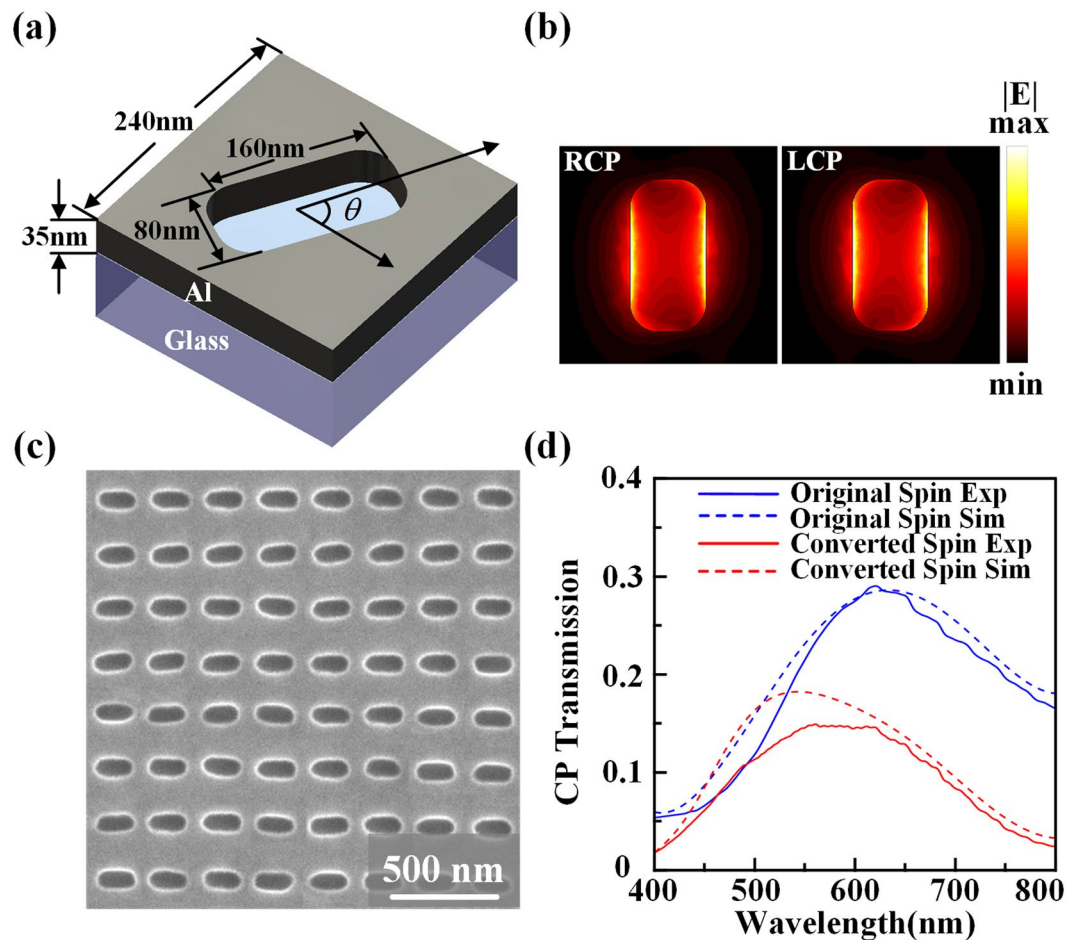 (a)
240nm
160nm
80nm
θ
35nm
Al
Glass
(b)
|E|
max
RCP
LCP
min
(c)
500 nm
(d)
0.4
Original Spin Exp
Original Spin Sim
Converted Spin Exp
Converted Spin Sim
0.3
0.2
0.1
0
CP Transmission
400 500 600 700 800
Wavelength(nm)